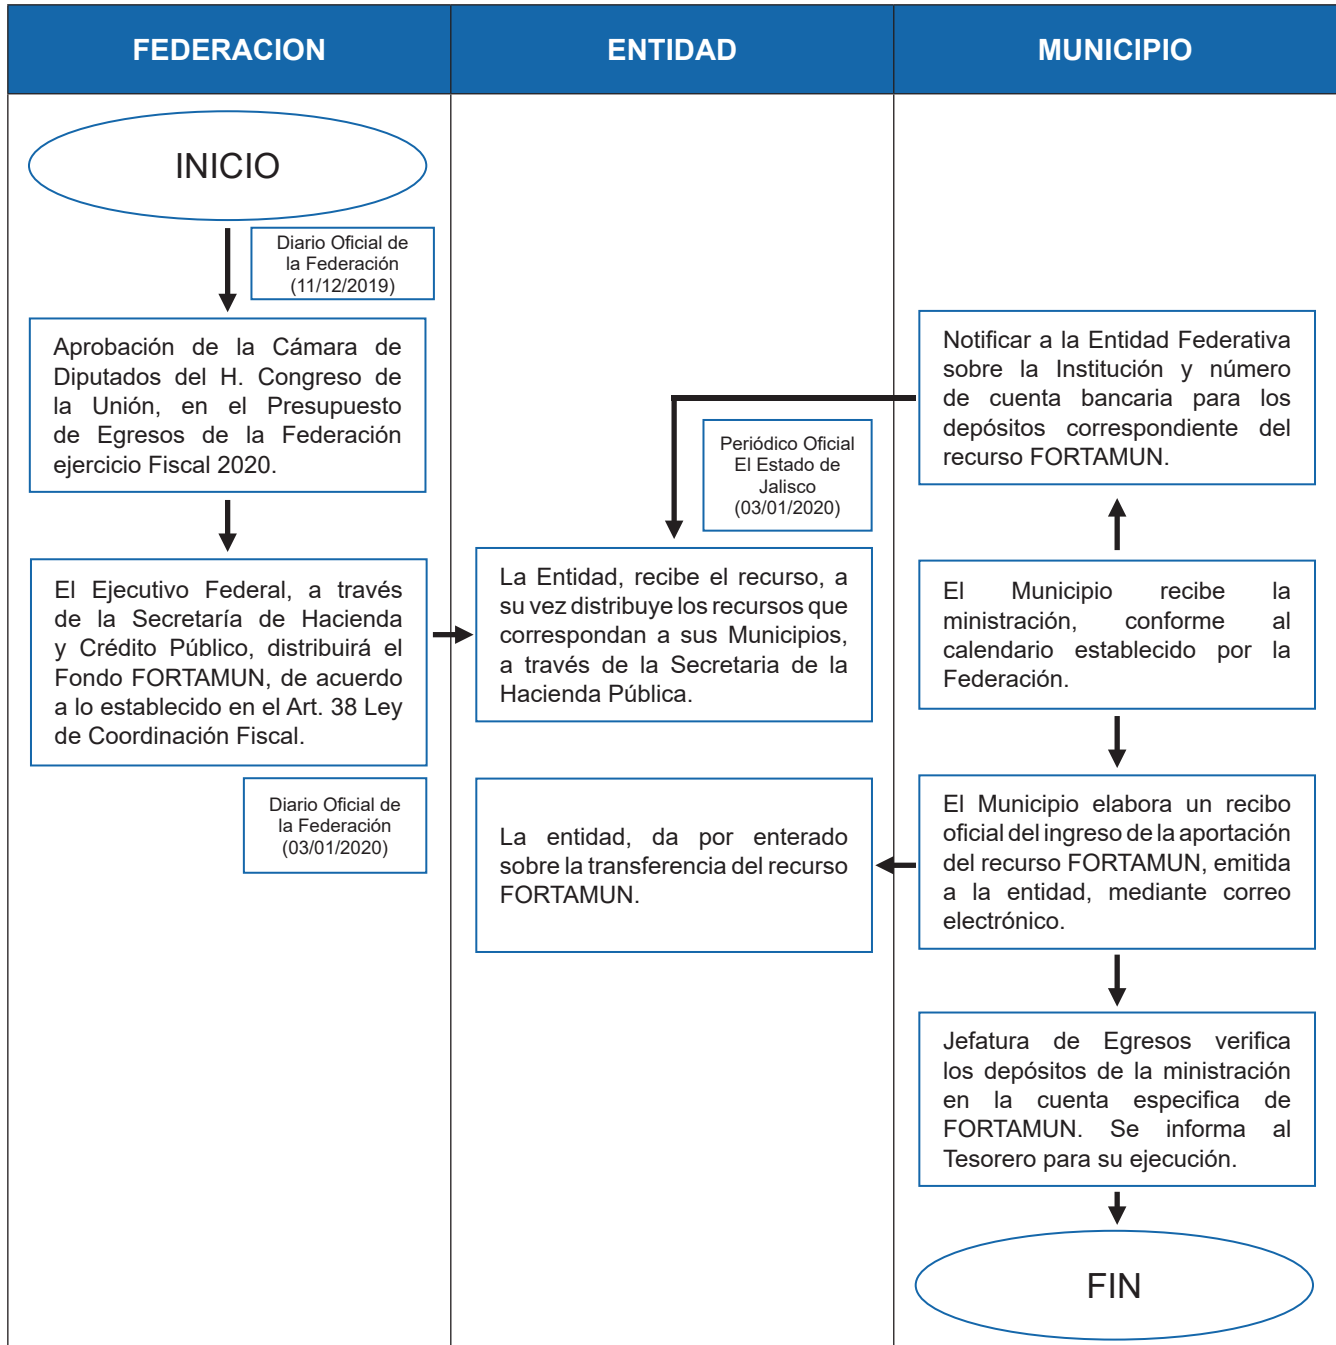 FEDERACION
ENTIDAD
MUNICIPIO
INICIO
Diario Oficial de
la Federación
(11/12/2019)
Aprobación de la Cámara de
Diputados del H. Congreso de
la Unión, en el Presupuesto
de Egresos de la Federación
ejercicio Fiscal 2020.
El Ejecutivo Federal, a través
de la Secretaría de Hacienda
y Crédito Público, distribuirá el
Fondo FORTAMUN, de acuerdo
a lo establecido en el Art. 38 Ley
de Coordinación Fiscal.
Diario Oficial de
la Federación
(03/01/2020)
Periódico Oficial
El Estado de
Jalisco
(03/01/2020)
La Entidad, recibe el recurso, a
su vez distribuye los recursos que
correspondan a sus Municipios,
a través de la Secretaria de la
Hacienda Pública.
La entidad, da por enterado
sobre la transferencia del recurso
FORTAMUN.
Notificar a la Entidad Federativa
sobre la Institución y número
de cuenta bancaria para los
depósitos correspondiente del
recurso FORTAMUN.
El Municipio recibe la
ministración, conforme al
calendario establecido por la
Federación.
El Municipio elabora un recibo
oficial del ingreso de la aportación
del recurso FORTAMUN, emitida
a la entidad, mediante correo
electrónico.
Jefatura de Egresos verifica
los depósitos de la ministración
en la cuenta especifica de
FORTAMUN. Se informa al
Tesorero para su ejecución.
FIN